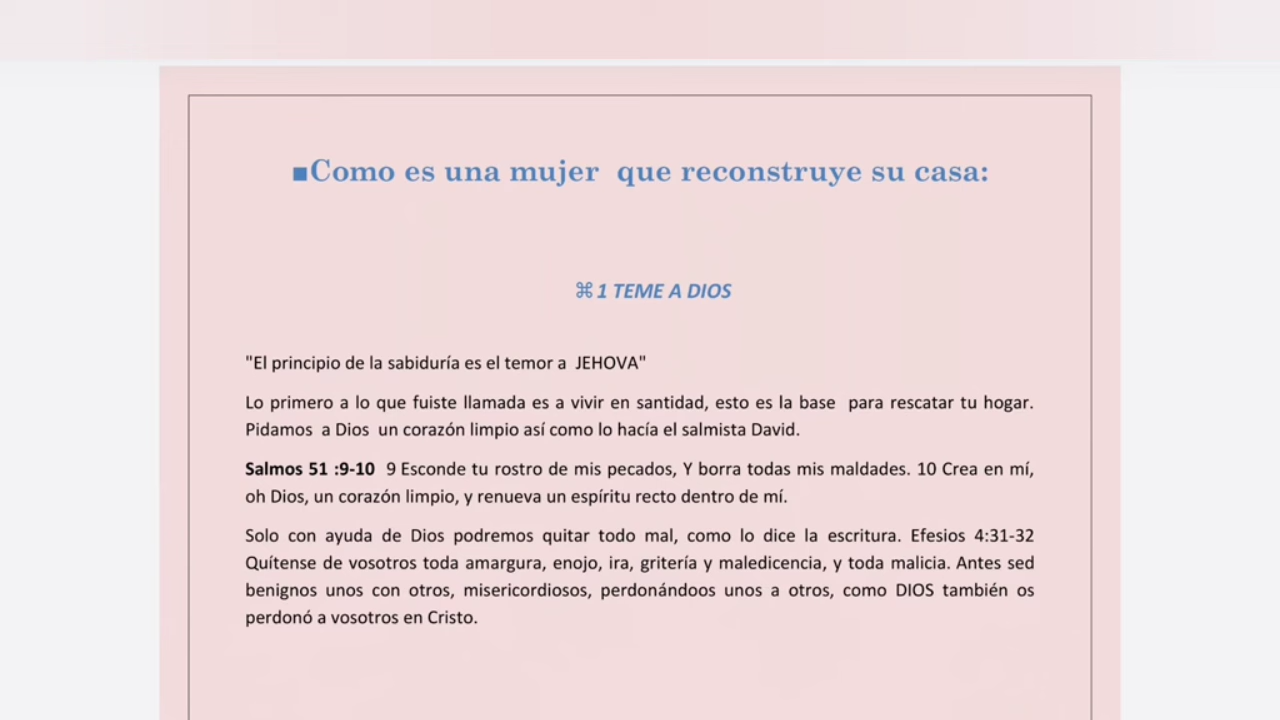 ■Como es una mujer  que reconstruye su casa:
⌘1 TEME A DIOS
"El principio de la sabiduría es el temor a  JEHOVA"
Lo primero a lo que fuiste llamada es a vivir en santidad, esto es la base  para rescatar tu hogar.
Pidamos  a Dios  un corazón limpio así como lo hacía el salmista David.
Salmos 51 :9-10  9 Esconde tu rostro de mis pecados, Y borra todas mis maldades. 10 Crea en mí,
oh Dios, un corazón limpio, y renueva un espíritu recto dentro de mí.
Solo con ayuda de Dios podremos quitar todo mal, como lo dice la escritura. Efesios 4:31-32
Quítense de vosotros toda amargura, enojo, ira, gritería y maledicencia, y toda malicia. Antes sed
benignos unos con otros, misericordiosos, perdonándoos unos a otros, como DIOS también os
perdonó a vosotros en Cristo.